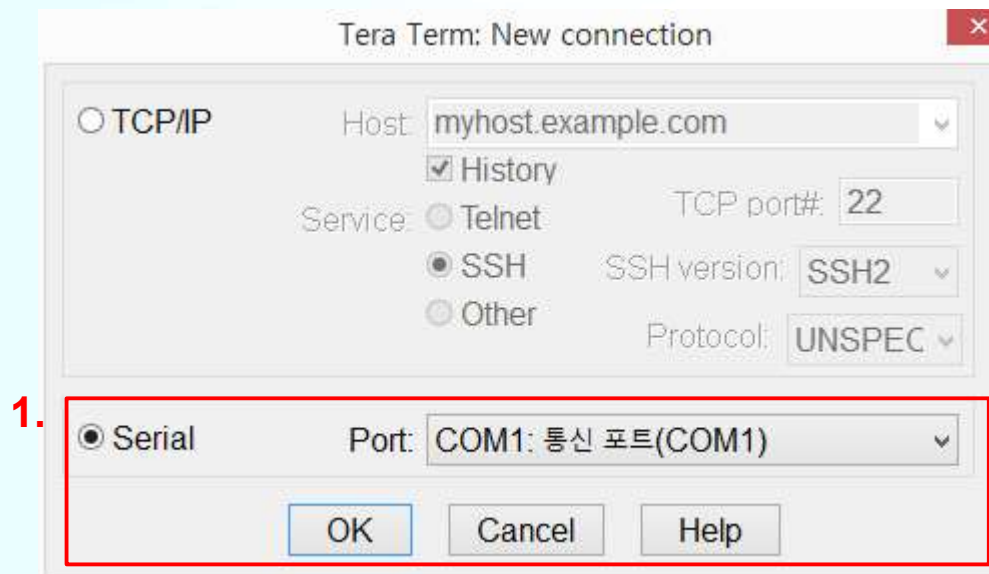 Tera Term: New connection
TCP/IP Host: myhost.example.com
History
Service: Telnet TCP port#: 22
SSH SSH version: SSH2
Other Protocol: UNSPEC
1.
Serial Port: COM1: 통신 포트(COM1)
OK Cancel Help